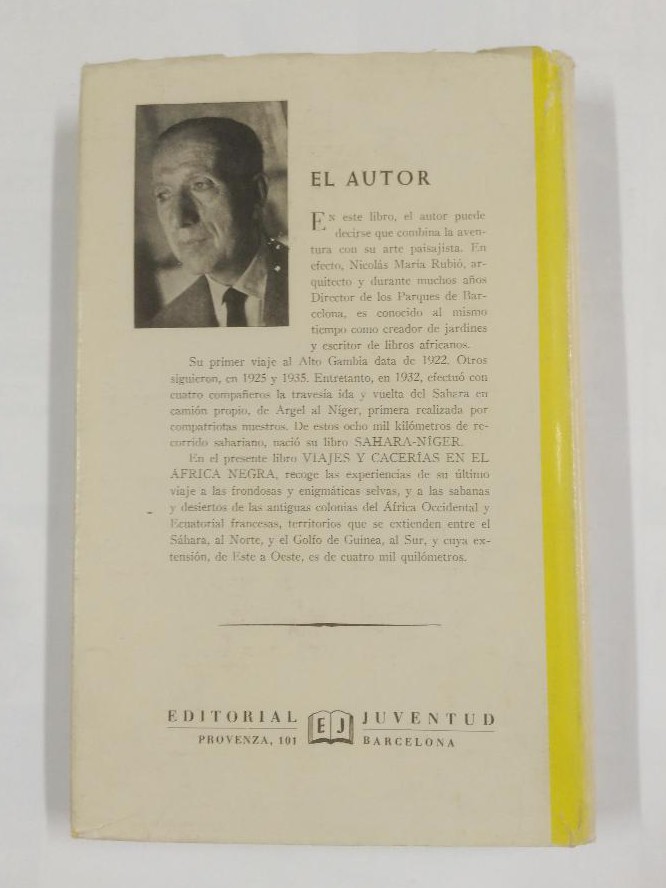 EL AUTOR
EN este libro, el autor puede
decirse que combina la aven-
tura con su arte paisajista. En
efecto, Nicolás María Rubió, ar-
quitecto y durante muchos años
Director de los Parques de Bar-
celona, es conocido al mismo
tiempo como creador de jardines
y escritor de libros africanos.
Su primer viaje al Alto Gambia data de 1922. Otros
siguieron, en 1925 y 1935. Entretanto, en 1932, efectuó con
cuatro compañeros la travesía ida y vuelta del Sahara en
camión propio, de Argel al Níger, primera realizada por
compatriotas nuestros. De estos ocho mil kilómetros de re-
corrido sahariano, nació su libro SAHARA-NÍGER.
En el presente libro VIAJES Y CACERÍAS EN EL
ÁFRICA NEGRA, recoge las experiencias de su último
viaje a las frondosas y enigmáticas selvas, y a las sabanas
y desiertos de las antiguas colonias del África Occidental y
Ecuatorial francesas, territorios que se extienden entre el
Sáhara, al Norte, y el Golfo de Guinea, al Sur, y cuya ex-
tensión, de Este a Oeste, es de cuatro mil quilómetros.
EDITORIAL EJ JUVENTUD
PROVENZA, 101 BARCELONA